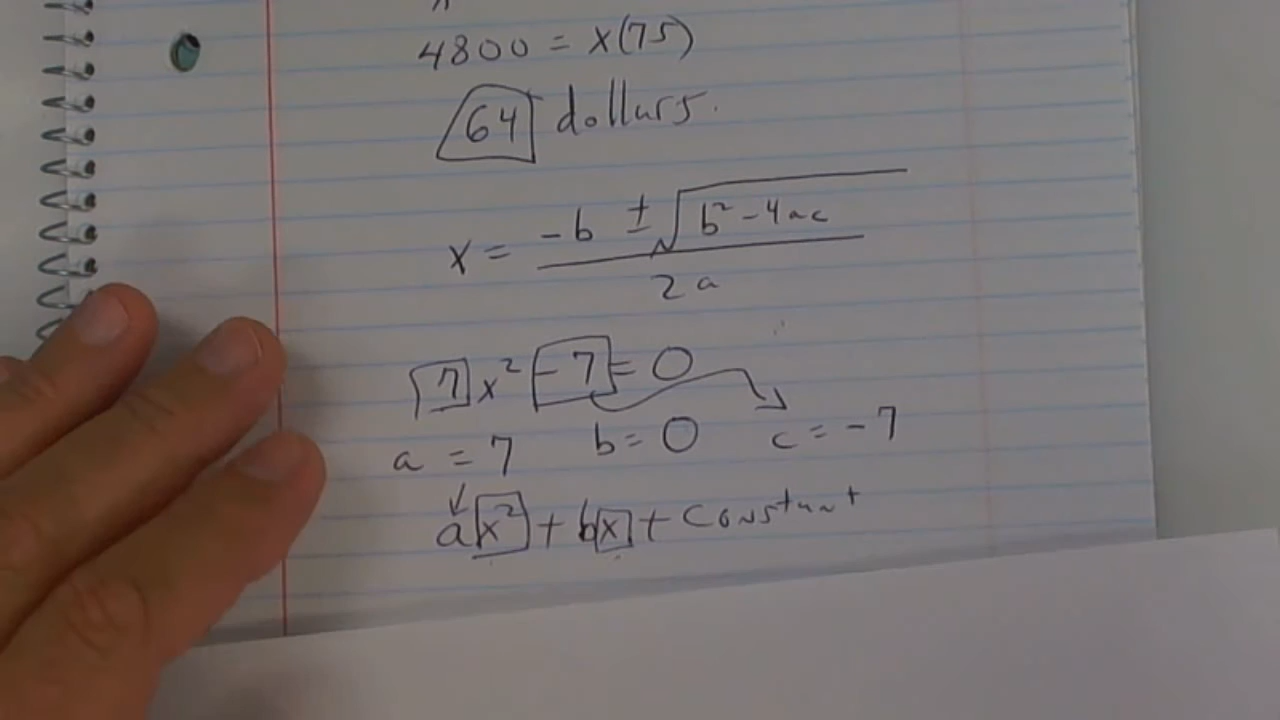 4800 = x(75)
64 dollars.
x = -b ± √b² - 4ac
2a
7x² - 7 = 0
a = 7 b = 0 c = -7
ax² + bx + constant